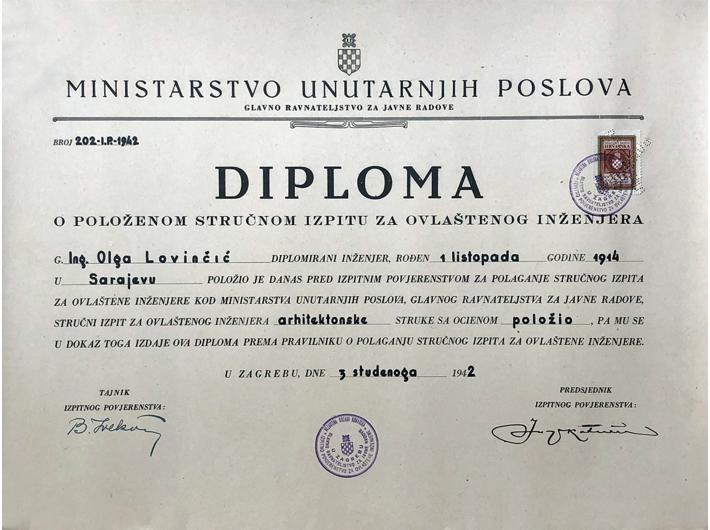 MINISTARSTVO UNUTARNJIH POSLOVA
GLAVNO RAVNATELJSTVO ZA JAVNE RADOVE
BROJ 202-I.P.-1942
HRVATSKA
DIPLOMA
O POLOŽENOM STRUČNOM IZPITU ZA OVLAŠTENOG INŽENJERA
G. Ing. Olga Lovinčić DIPLOMIRANI INŽENJER, ROĐEN 1 listopada GODINE 1914
U Sarajevu POLOŽIO JE DANAS PRED IZPITNIM POVJERENSTVOM ZA POLAGANJE STRUČNOG IZPITA
ZA OVLAŠTENE INŽENJERE KOD MINISTARSTVA UNUTARNJIH POSLOVA, GLAVNOG RAVNATELJSTVA ZA JAVNE RADOVE,
STRUČNI IZPIT ZA OVLAŠTENOG INŽENJERA arhitektonske STRUKE SA OCIENOM položio, PA MU SE
U DOKAZ TOGA IZDAJE OVA DIPLOMA PREMA PRAVILNIKU O POLAGANJU STRUČNOG IZPITA ZA OVLAŠTENE INŽENJERE.
U ZAGREBU, DNE 3 studenoga 1942
TAJNIK
IZPITNOG POVJERENSTVA:
PREDSJEDNIK
IZPITNOG POVJERENSTVA:
U ZAGREBU